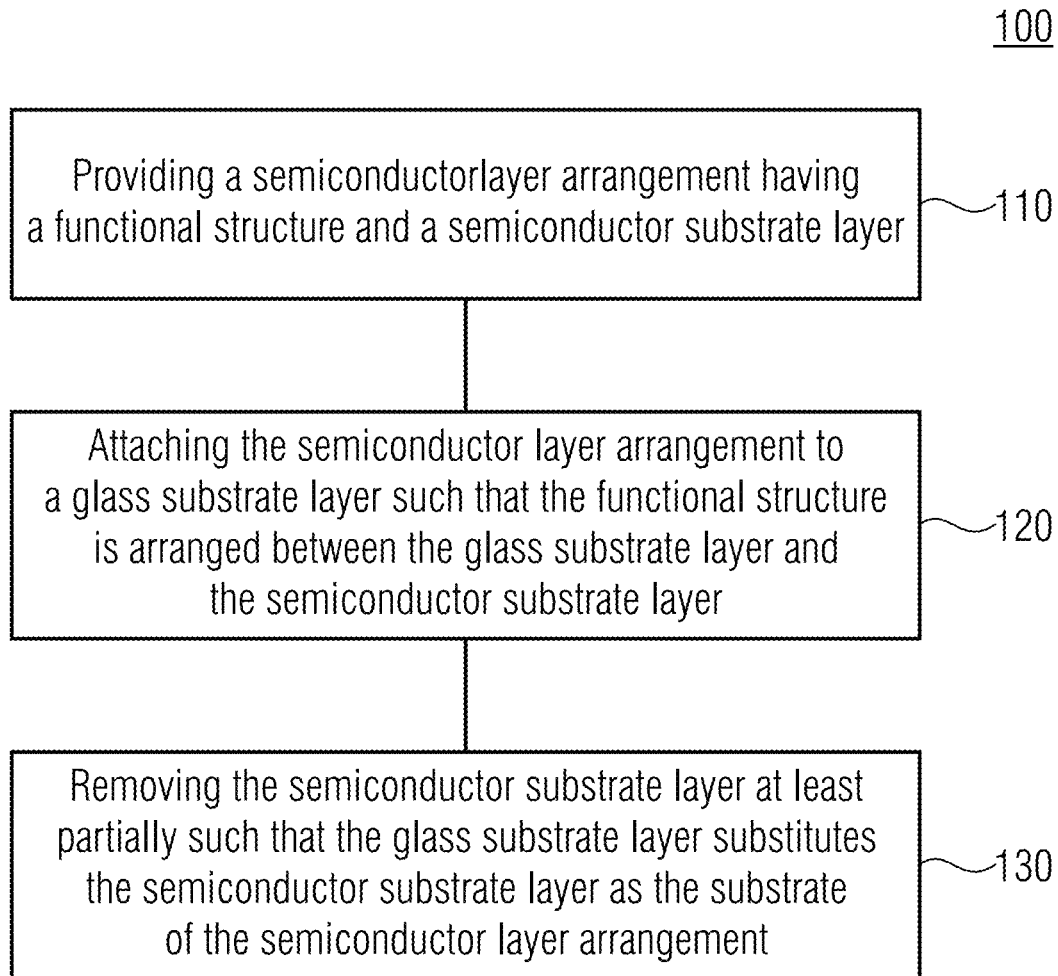 100
Providing a semiconductorlayer arrangement having
a functional structure and a semiconductor substrate layer
110
Attaching the semiconductor layer arrangement to
a glass substrate layer such that the functional structure
is arranged between the glass substrate layer and
the semiconductor substrate layer
120
Removing the semiconductor substrate layer at least
partially such that the glass substrate layer substitutes
the semiconductor substrate layer as the substrate
of the semiconductor layer arrangement
130